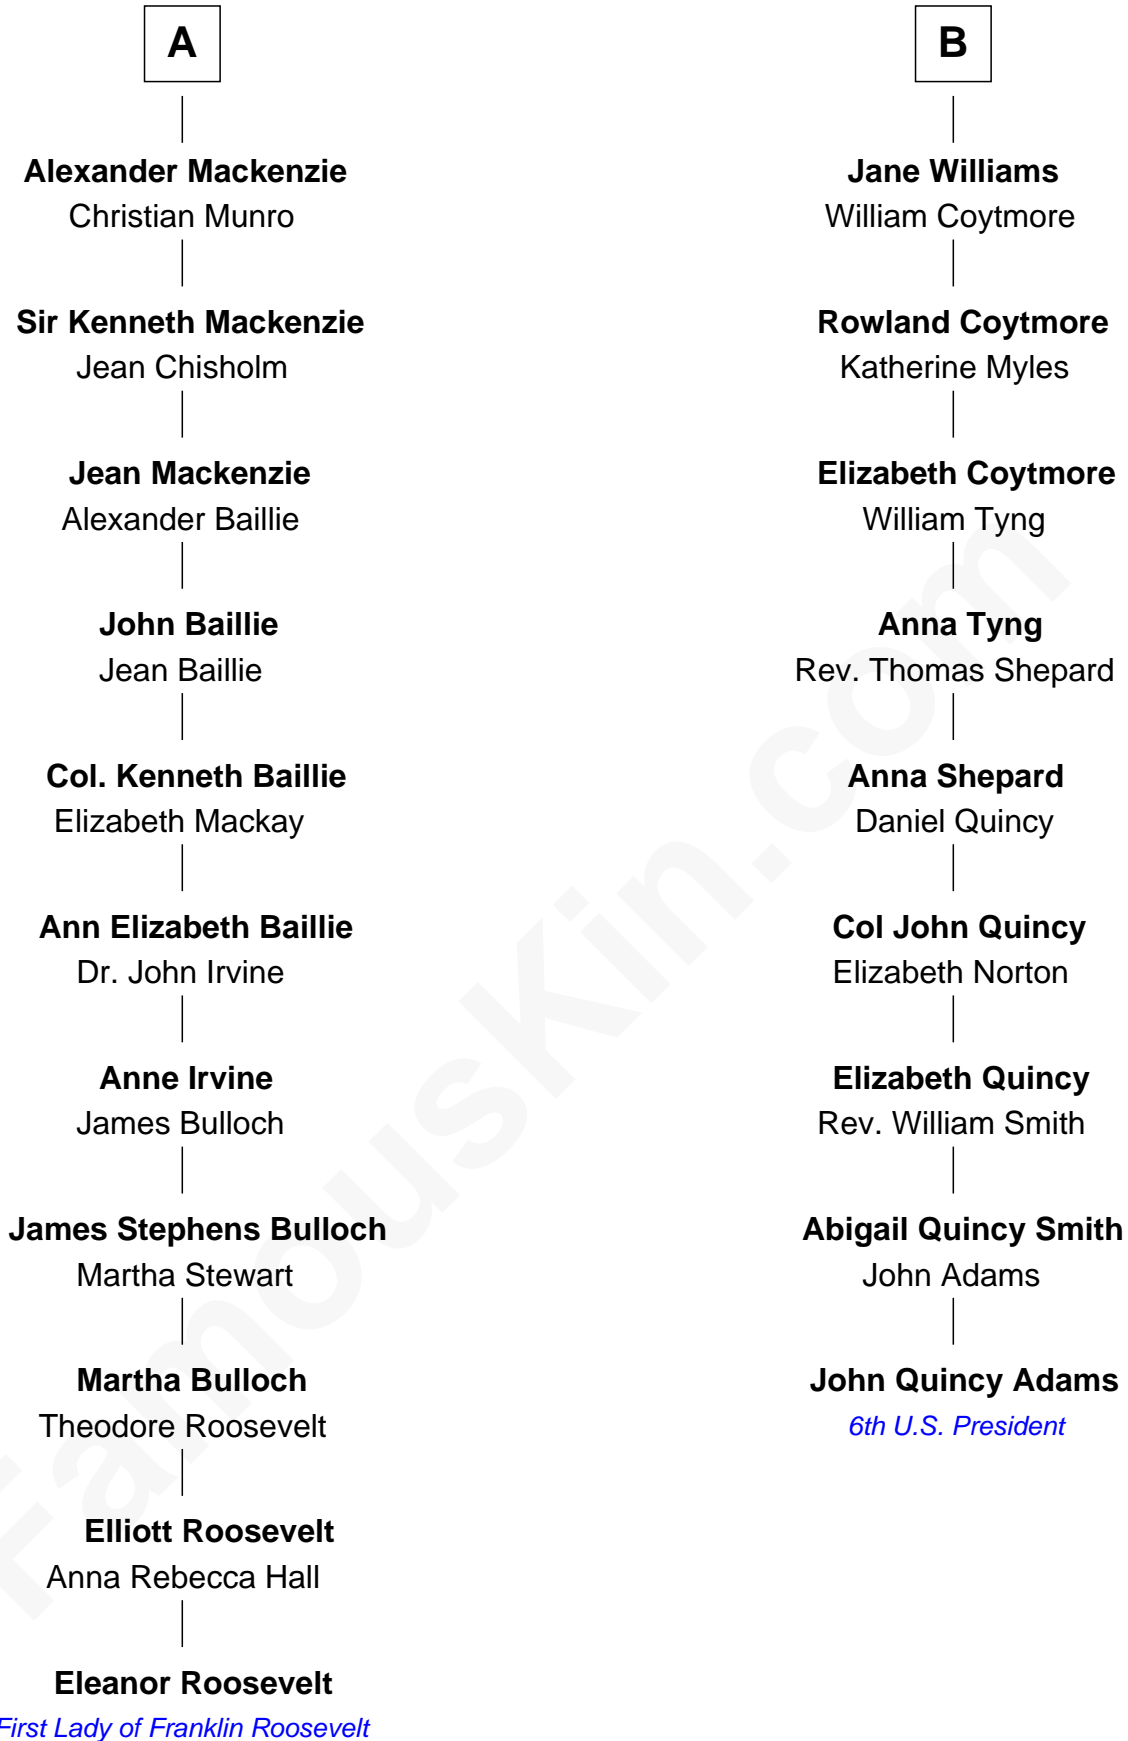 A
Alexander Mackenzie
Christian Munro
Sir Kenneth Mackenzie
Jean Chisholm
Jean Mackenzie
Alexander Baillie
John Baillie
Jean Baillie
Col. Kenneth Baillie
Elizabeth Mackay
Ann Elizabeth Baillie
Dr. John Irvine
Anne Irvine
James Bulloch
James Stephens Bulloch
Martha Stewart
Martha Bulloch
Theodore Roosevelt
Elliott Roosevelt
Anna Rebecca Hall
Eleanor Roosevelt
First Lady of Franklin Roosevelt
B
Jane Williams
William Coytmore
Rowland Coytmore
Katherine Myles
Elizabeth Coytmore
William Tyng
Anna Tyng
Rev. Thomas Shepard
Anna Shepard
Daniel Quincy
Col John Quincy
Elizabeth Norton
Elizabeth Quincy
Rev. William Smith
Abigail Quincy Smith
John Adams
John Quincy Adams
6th U.S. President
FamousKin.com